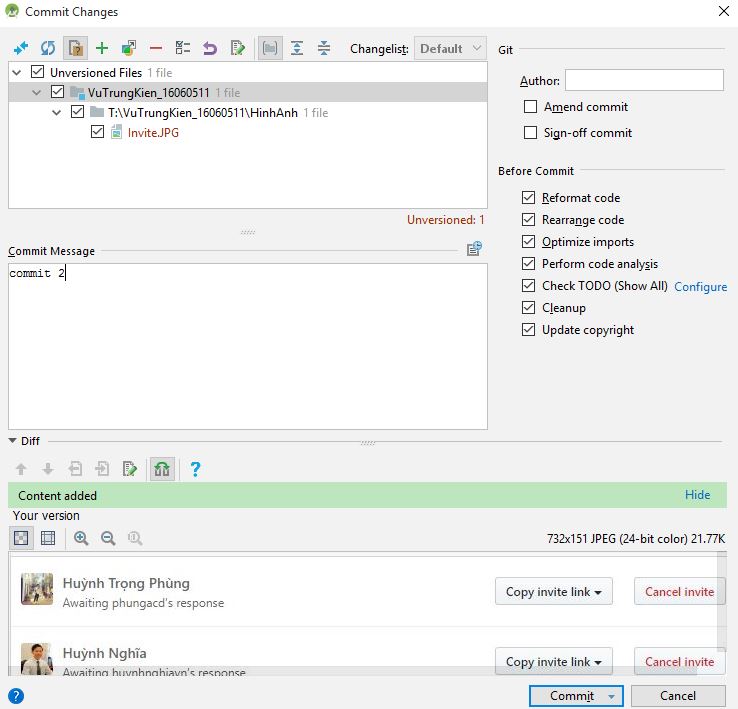 Commit Changes
Changelist: Default
Git
Unversioned Files 1 file
VuTrungKien_16060511 1 file
T:\VuTrungKien_16060511\HinhAnh 1 file
Invite.JPG
Author:
Amend commit
Sign-off commit
Before Commit
Reformat code
Rearrange code
Optimize imports
Perform code analysis
Check TODO (Show All) Configure
Cleanup
Update copyright
Unversioned: 1
Commit Message
commit 2
Diff
Content added Hide
Your version
732x151 JPEG (24-bit color) 21.77K
Huỳnh Trọng Phùng
Awaiting phungacd's response
Copy invite link Cancel invite
Huỳnh Nghĩa
Awaiting huynhnghiavn's response
Copy invite link Cancel invite
Commit Cancel